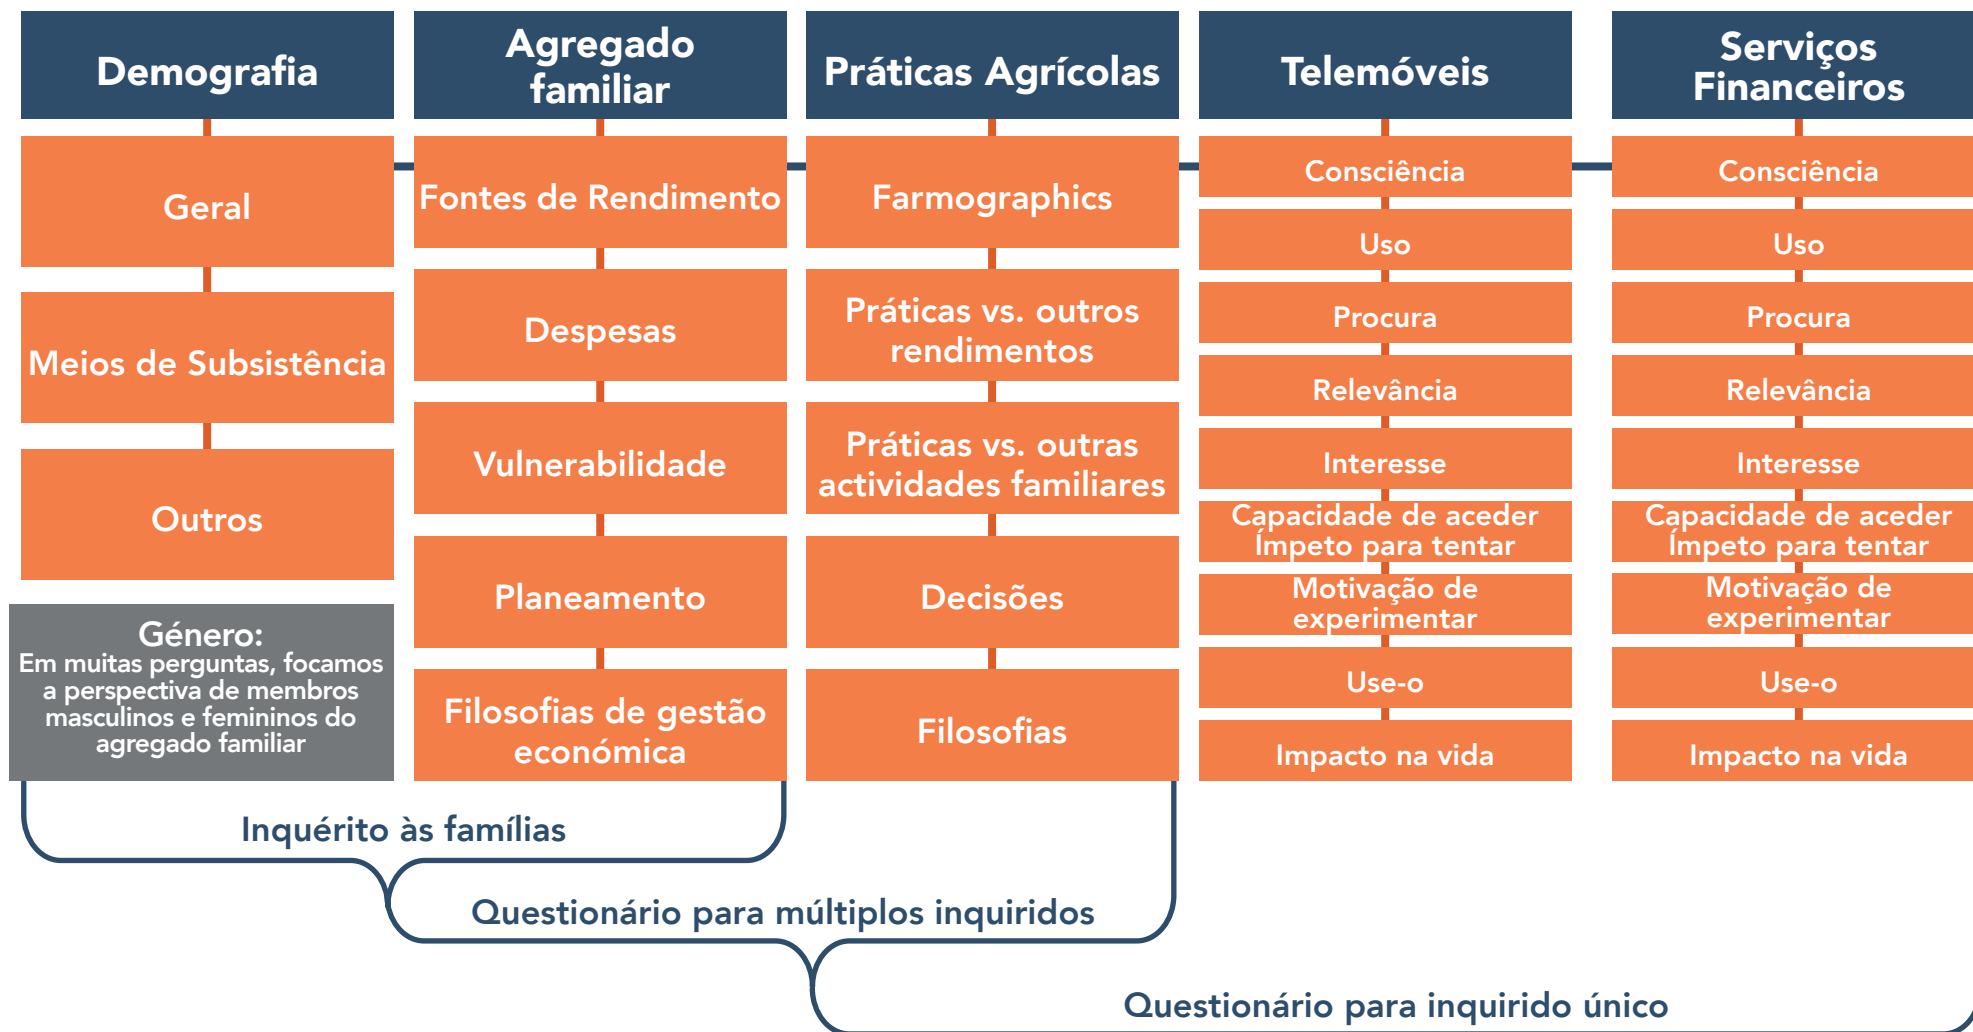 Demografia
Geral
Meios de Subsistência
Outros
Género:
Em muitas perguntas, focamos
a perspectiva de membros
masculinos e femininos do
agregado familiar
Agregado
familiar
Fontes de Rendimento
Despesas
Vulnerabilidade
Planeamento
Filosofias de gestão
económica
Práticas Agrícolas
Farmographics
Práticas vs. outros
rendimentos
Práticas vs. outras
actividades familiares
Decisões
Filosofias
Telemóveis
Consciência
Uso
Procura
Relevância
Interesse
Capacidade de aceder
Ímpeto para tentar
Motivação de
experimentar
Use-o
Impacto na vida
Serviços
Financeiros
Consciência
Uso
Procura
Relevância
Interesse
Capacidade de aceder
Ímpeto para tentar
Motivação de
experimentar
Use-o
Impacto na vida
Inquérito às famílias
Questionário para múltiplos inquiridos
Questionário para inquirido único